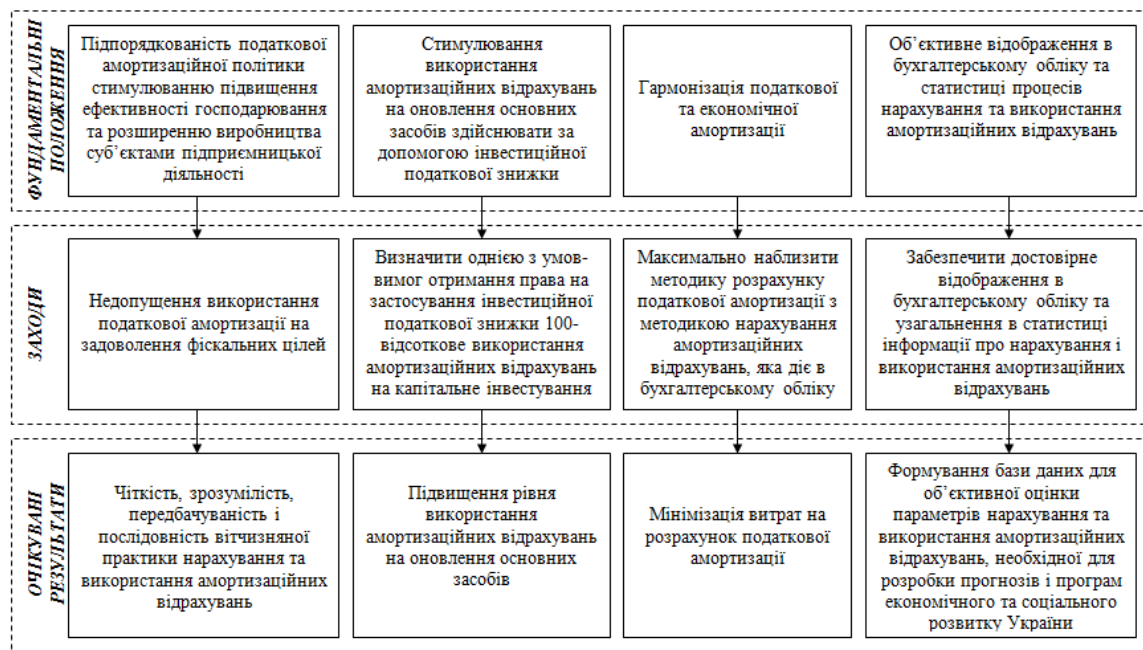 ФУНДАМЕНТАЛЬНІ
ПОЛОЖЕННЯ
Підпорядкованість податкової
амортизаційної політики
стимулюванню підвищення
ефективності господарювання
та розширенню виробництва
суб’єктами підприємницької
діяльності
Стимулювання
використання
амортизаційних відрахувань
на оновлення основних
засобів здійснювати за
допомогою інвестиційної
податкової знижки
Гармонізація податкової
та економічної
амортизації
Об’єктивне відображення в
бухгалтерському обліку та
статистиці процесів
нарахування та використання
амортизаційних відрахувань
ЗАХОДИ
Недопущення використання
податкової амортизації на
задоволення фіскальних цілей
Визначити однією з умов-
вимог отримання права на
застосування інвестиційної
податкової знижки 100-
відсоткове використання
амортизаційних відрахувань
на капітальне інвестування
Максимально наблизити
методику розрахунку
податкової амортизації з
методикою нарахування
амортизаційних
відрахувань, яка діє в
бухгалтерському обліку
Забезпечити достовірне
відображення в
бухгалтерському обліку та
узагальнення в статистиці
інформації про нарахування і
використання амортизаційних
відрахувань
ОЧІКУВАНІ
РЕЗУЛЬТАТИ
Чіткість, зрозумілість,
передбачуваність і
послідовність вітчизняної
практики нарахування та
використання амортизаційних
відрахувань
Підвищення рівня
використання
амортизаційних відрахувань
на оновлення основних
засобів
Мінімізація витрат на
розрахунок податкової
амортизації
Формування бази даних для
об’єктивної оцінки
параметрів нарахування та
використання амортизаційних
відрахувань, необхідної для
розробки прогнозів і програм
економічного та соціального
розвитку України